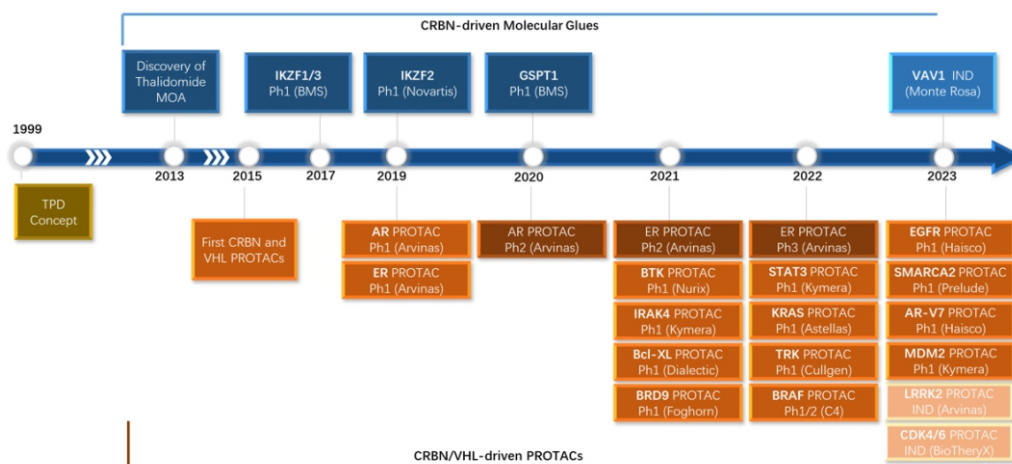 CRBN-driven Molecular Glues
Discovery of
Thalidomide
MOA
IKZF1/3
Ph1 (BMS)
IKZF2
Ph1 (Novartis)
GSPT1
Ph1 (BMS)
VAV1 IND
(Monte Rosa)
1999
2013
2015
2017
2019
2020
2021
2022
2023
TPD
Concept
First CRBN and
VHL PROTACs
AR PROTAC
Ph1 (Arvinas)
ER PROTAC
Ph1 (Arvinas)
AR PROTAC
Ph2 (Arvinas)
ER PROTAC
Ph2 (Arvinas)
BTK PROTAC
Ph1 (Nurix)
IRAK4 PROTAC
Ph1 (Kymera)
Bcl-XL PROTAC
Ph1 (Dialectic)
BRD9 PROTAC
Ph1 (Foghorn)
ER PROTAC
Ph3 (Arvinas)
STAT3 PROTAC
Ph1 (Kymera)
KRAS PROTAC
Ph1 (Astellas)
TRK PROTAC
Ph1 (Cullgen)
BRAF PROTAC
Ph1/2 (C4)
EGFR PROTAC
Ph1 (Haisco)
SMARCA2 PROTAC
Ph1 (Prelude)
AR-V7 PROTAC
Ph1 (Haisco)
MDM2 PROTAC
Ph1 (Kymera)
LRRK2 PROTAC
IND (Arvinas)
CDK4/6 PROTAC
IND (BioTheryX)
CRBN/VHL-driven PROTACs